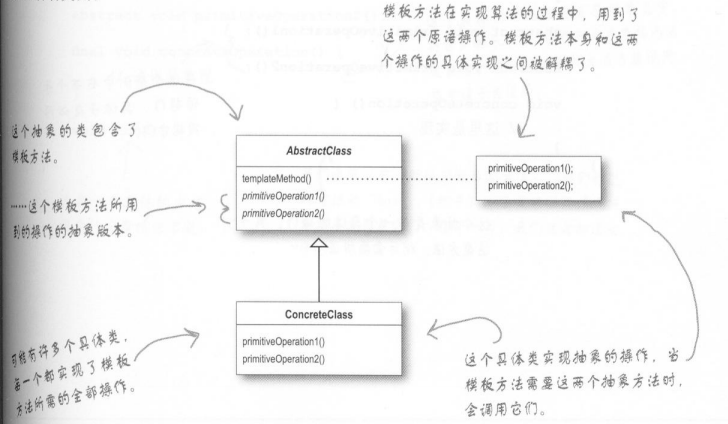 模板方法在实现算法的过程中，用到了
这两个原语操作。模板方法本身和这两
个操作的具体实现之间被解耦了。
这个抽象的类包含了
模板方法。
AbstractClass
templateMethod()
primitiveOperation1()
primitiveOperation2()
primitiveOperation1();
primitiveOperation2();
……这个模板方法所用
到的操作的抽象版本。
ConcreteClass
primitiveOperation1()
primitiveOperation2()
可能有许多个具体类，
每一个都实现了模板
方法所需的全部操作。
这个具体类实现抽象的操作，当
模板方法需要这两个抽象方法时，
会调用它们。